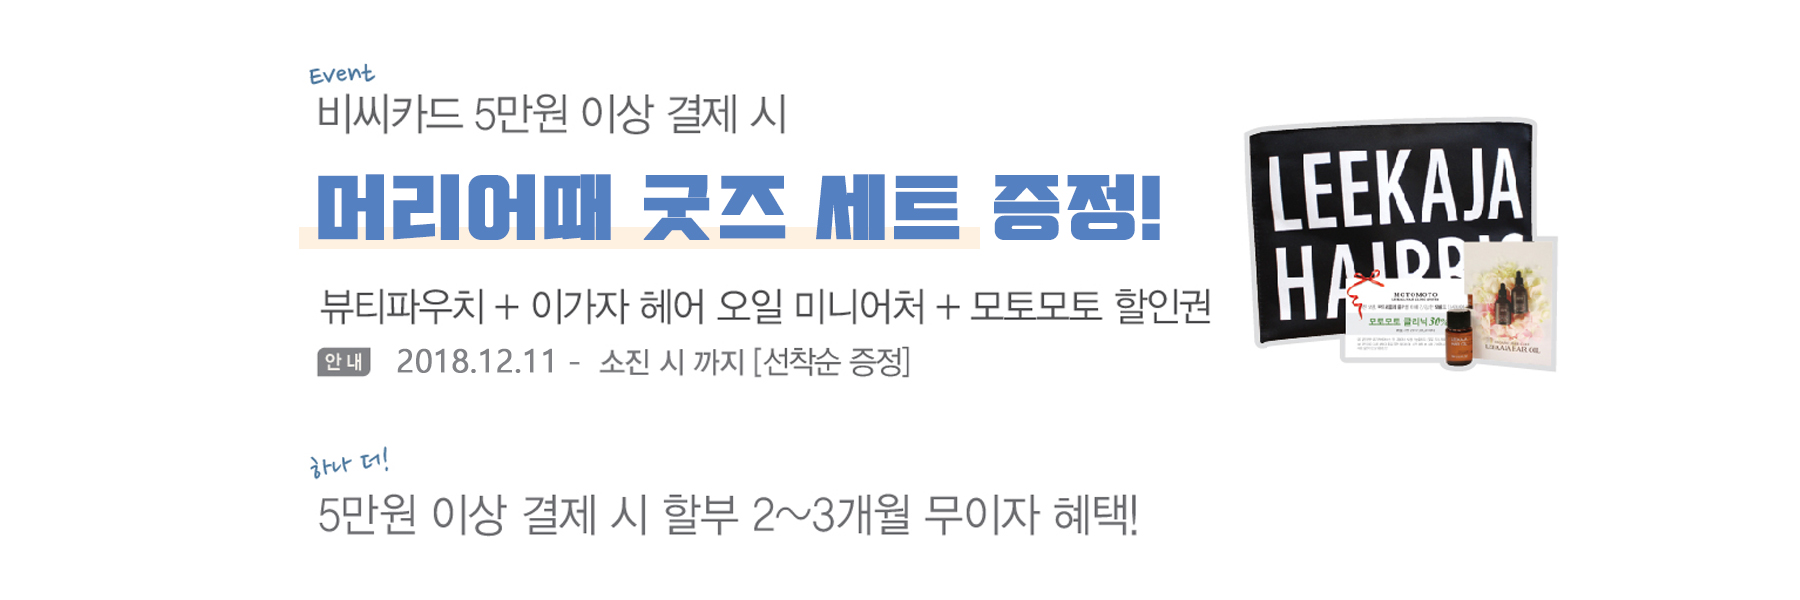 Event
비씨카드 5만원 이상 결제 시
머리어때 굿즈 세트 증정!
뷰티파우치 + 이가자 헤어 오일 미니어처 + 모토모토 할인권
안내 2018.12.11 - 소진 시 까지 [선착순 증정]
LEEKAJA
MOTOMOTO
모토모토 클리닉 30%
하나 더!
5만원 이상 결제 시 할부 2~3개월 무이자 혜택!